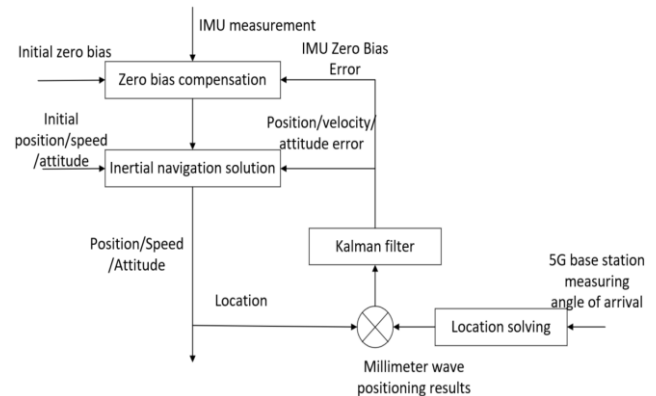 IMU measurement
Initial zero bias
Zero bias compensation
IMU Zero Bias
Error
Initial
position/speed
/attitude
Inertial navigation solution
Position/velocity/
attitude error
Position/Speed
/Attitude
Kalman filter
5G base station
measuring
angle of arrival
Location
Location solving
Millimeter wave
positioning results